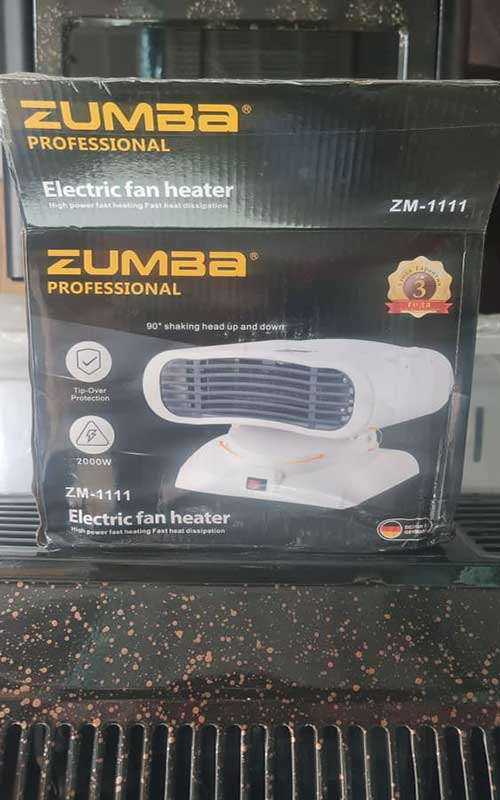 ZUMBA®
PROFESSIONAL
Electric fan heater
High power fast heating Fast heat dissipation
ZM-1111
ZUMBA®
PROFESSIONAL
3
ГОДА
90° shaking head up and down
Tip-Over
Protection
2000W
ZM-1111
Electric fan heater
High power fast heating Fast heat dissipation